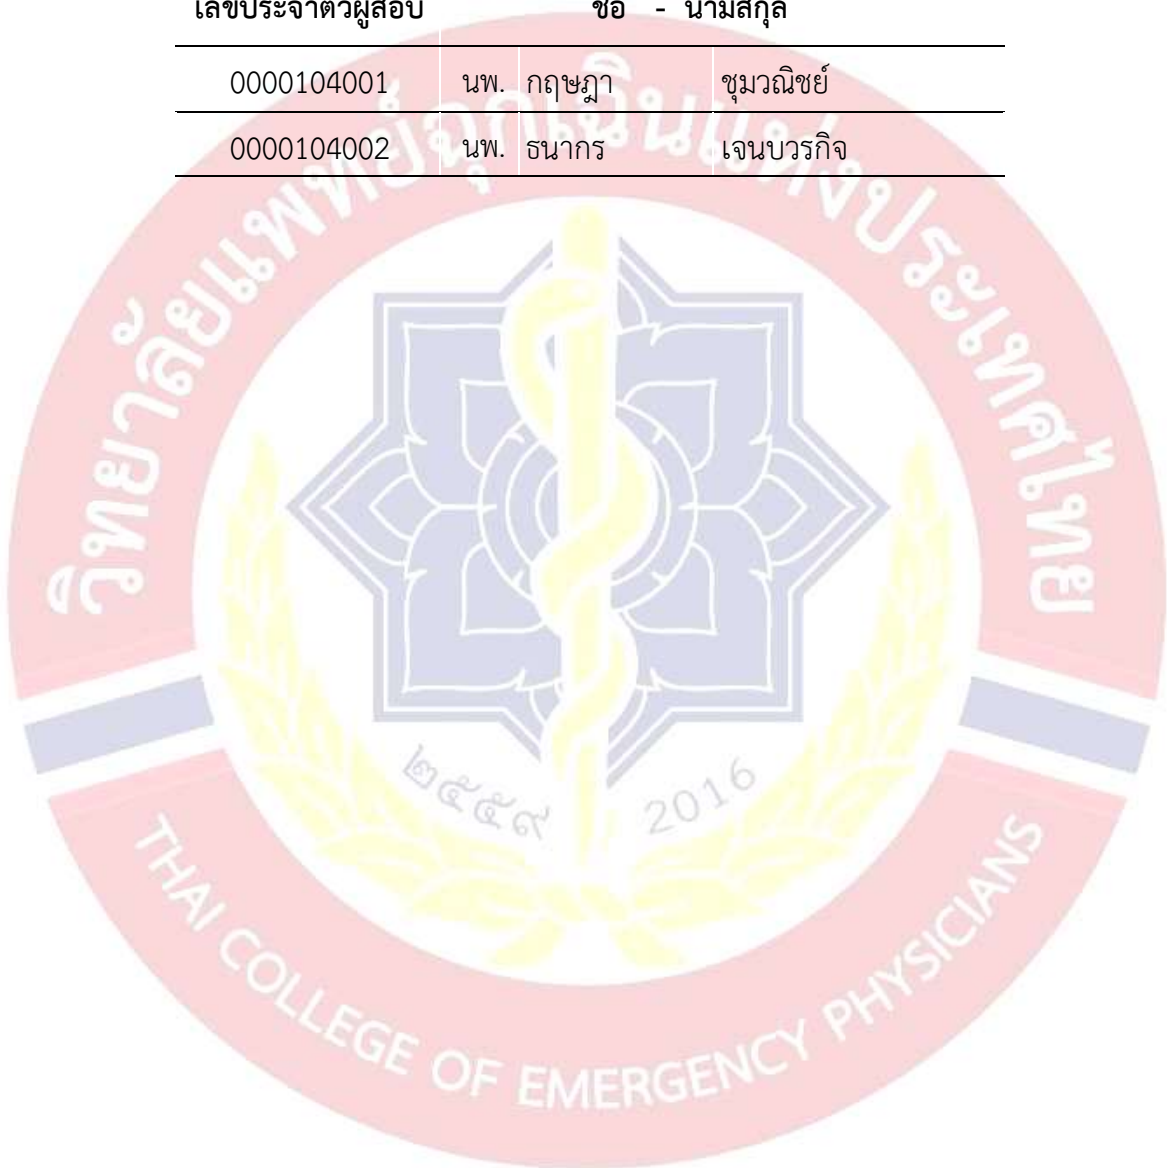 เลขประจำตัวผู้สอบ ชื่อ - นามสกุล
0000104001 นพ. กฤษฎา ชุมวณิชย์
0000104002 นพ. ธนากร เจนบวรกิจ
วิทยาลัยแพทย์ฉุกเฉินแห่งประเทศไทย
๒๕๕๙ 2016
THAI COLLEGE OF EMERGENCY PHYSICIANS